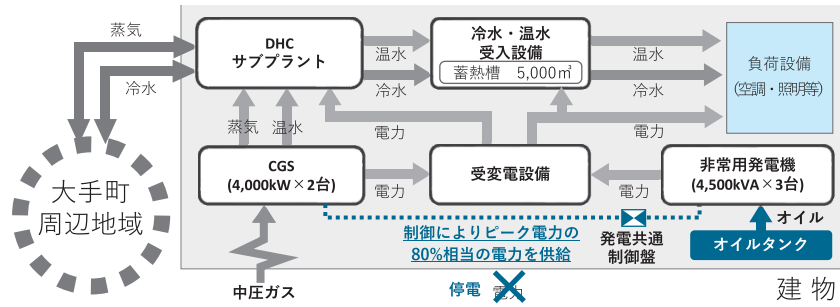 蒸気
冷水
DHC
サブプラント
温水
冷水
冷水・温水
受入設備
蓄熱槽 5,000㎥
温水
冷水
電力
負荷設備
(空調・照明等)
蒸気
温水
電力
CGS
(4,000kW×2台)
電力
受変電設備
電力
非常用発電機
(4,500kVA×3台)
大手町
周辺地域
制御によりピーク電力の
80%相当の電力を供給
発電共通
制御盤
オイル
オイルタンク
中圧ガス
停電
電力
建物